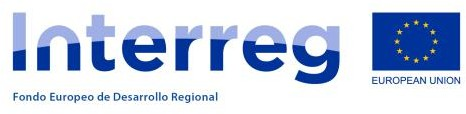 Interreg
EUROPEAN UNION
Fondo Europeo de Desarrollo Regional